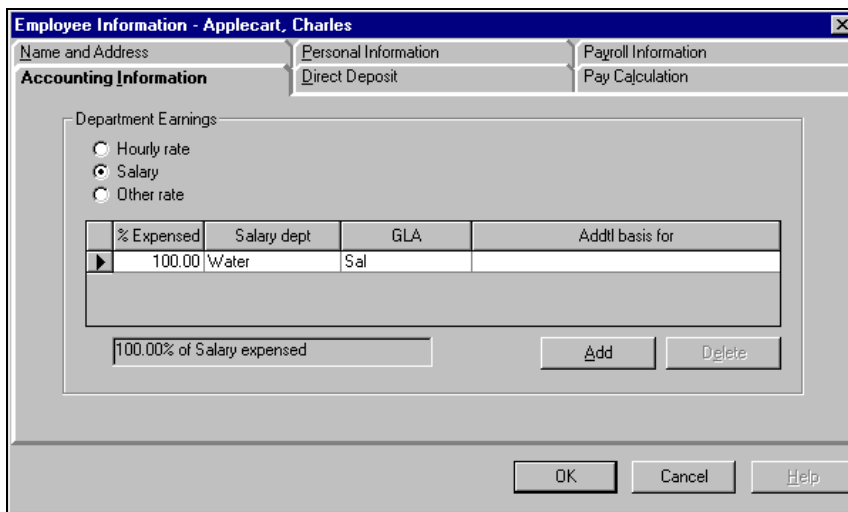 Employee Information - Applecart, Charles
Name and Address Personal Information Payroll Information
Accounting Information Direct Deposit Pay Calculation
Department Earnings
Hourly rate
Salary
Other rate
% Expensed Salary dept GLA Addtl basis for
100.00 Water Sal
100.00% of Salary expensed Add Delete
OK Cancel Help